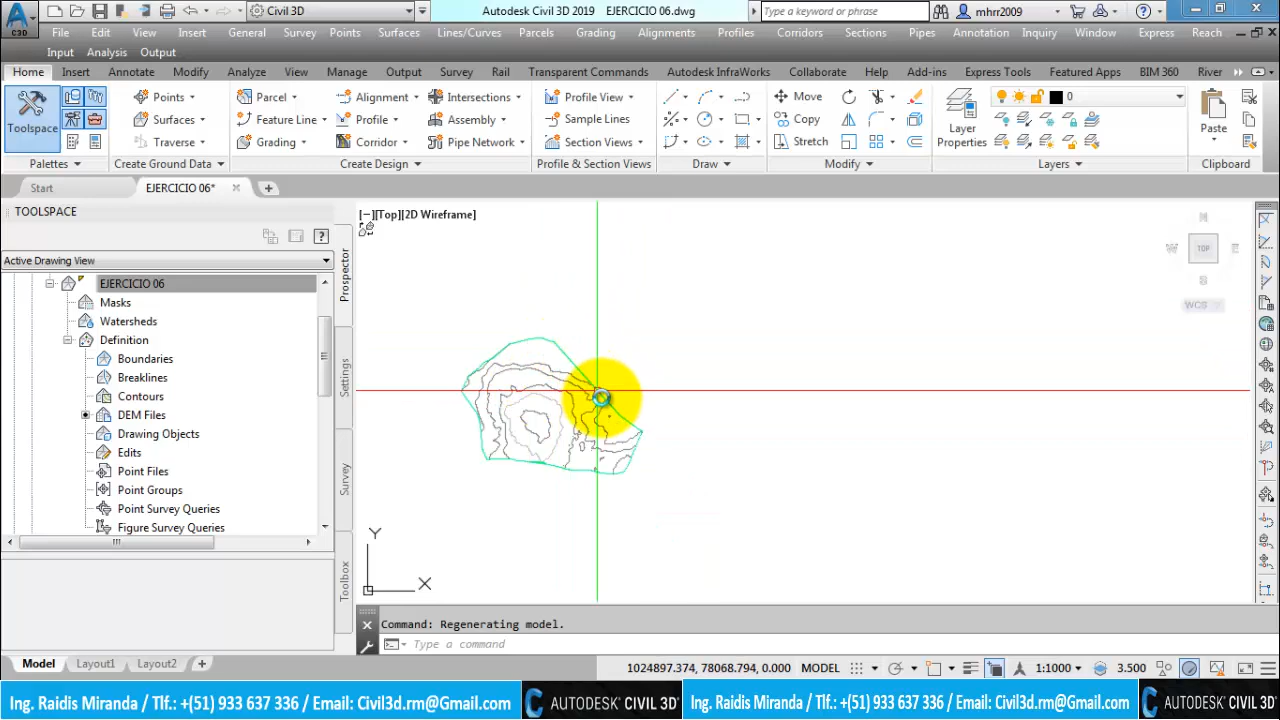 Civil 3D
Autodesk Civil 3D 2019 EJERCICIO 06.dwg
Type a keyword or phrase
mhrr2009
C3D
File Edit View Insert General Survey Points Surfaces Lines/Curves Parcels Grading Alignments Profiles Corridors Sections Pipes Annotation Inquiry Window Express Reach
Input Analysis Output
Home Insert Annotate Modify Analyze View Manage Output Survey Rail Transparent Commands Autodesk InfraWorks Collaborate Help Add-ins Express Tools Featured Apps BIM 360 River
Points Parcel Alignment Intersections Profile View Move 0
Toolspace Surfaces Feature Line Profile Assembly Sample Lines Copy Layer Properties Paste
Traverse Grading Corridor Pipe Network Section Views Stretch
Palettes Create Ground Data Create Design Profile & Section Views Draw Modify Layers Clipboard
Start EJERCICIO 06*
TOOLSPACE
[−][Top][2D Wireframe]
TOP
WCS
Active Drawing View
EJERCICIO 06
Masks
Watersheds
Definition
Boundaries
Breaklines
Contours
DEM Files
Drawing Objects
Edits
Point Files
Point Groups
Point Survey Queries
Figure Survey Queries
Prospector
Settings
Survey
Toolbox
Y
X
Command: Regenerating model.
Type a command
Model Layout1 Layout2
1024897.374, 78068.794, 0.000 MODEL 1:1000 3.500
Ing. Raidis Miranda / Tlf.: +(51) 933 637 336 / Email: Civil3d.rm@Gmail.com AUTODESK® CIVIL 3D® Ing. Raidis Miranda / Tlf.: +(51) 933 637 336 / Email: Civil3d.rm@Gmail.com AUTODESK® CIVIL 3D